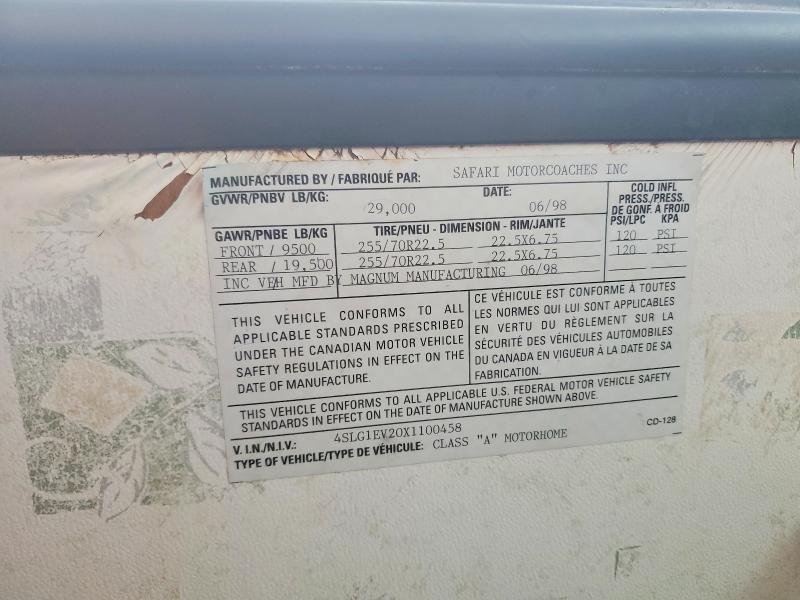 MANUFACTURED BY / FABRIQUÉ PAR: SAFARI MOTORCOACHES INC
GVWR/PNBV LB/KG: 29,000 DATE: 06/98
COLD INFL
PRESS./PRESS.
DE GONF. À FROID
PSI/LPC KPA
GAWR/PNBE LB/KG TIRE/PNEU - DIMENSION - RIM/JANTE
FRONT / 9500 255/70R22.5 22.5X6.75 120 PSI
REAR / 19,500 255/70R22.5 22.5X6.75 120 PSI
INC VEH MFD BY MAGNUM MANUFACTURING 06/98
THIS VEHICLE CONFORMS TO ALL
APPLICABLE STANDARDS PRESCRIBED
UNDER THE CANADIAN MOTOR VEHICLE
SAFETY REGULATIONS IN EFFECT ON THE
DATE OF MANUFACTURE.
CE VÉHICULE EST CONFORME À TOUTES
LES NORMES QUI LUI SONT APPLICABLES
EN VERTU DU RÈGLEMENT SUR LA
SÉCURITÉ DES VÉHICULES AUTOMOBILES
DU CANADA EN VIGUEUR À LA DATE DE SA
FABRICATION.
THIS VEHICLE CONFORMS TO ALL APPLICABLE U.S. FEDERAL MOTOR VEHICLE SAFETY
STANDARDS IN EFFECT ON THE DATE OF MANUFACTURE SHOWN ABOVE.
V.I.N./N.I.V.: 4SLG1EV20X1100458 CD-128
TYPE OF VEHICLE/TYPE DE VÉHICULE: CLASS "A" MOTORHOME